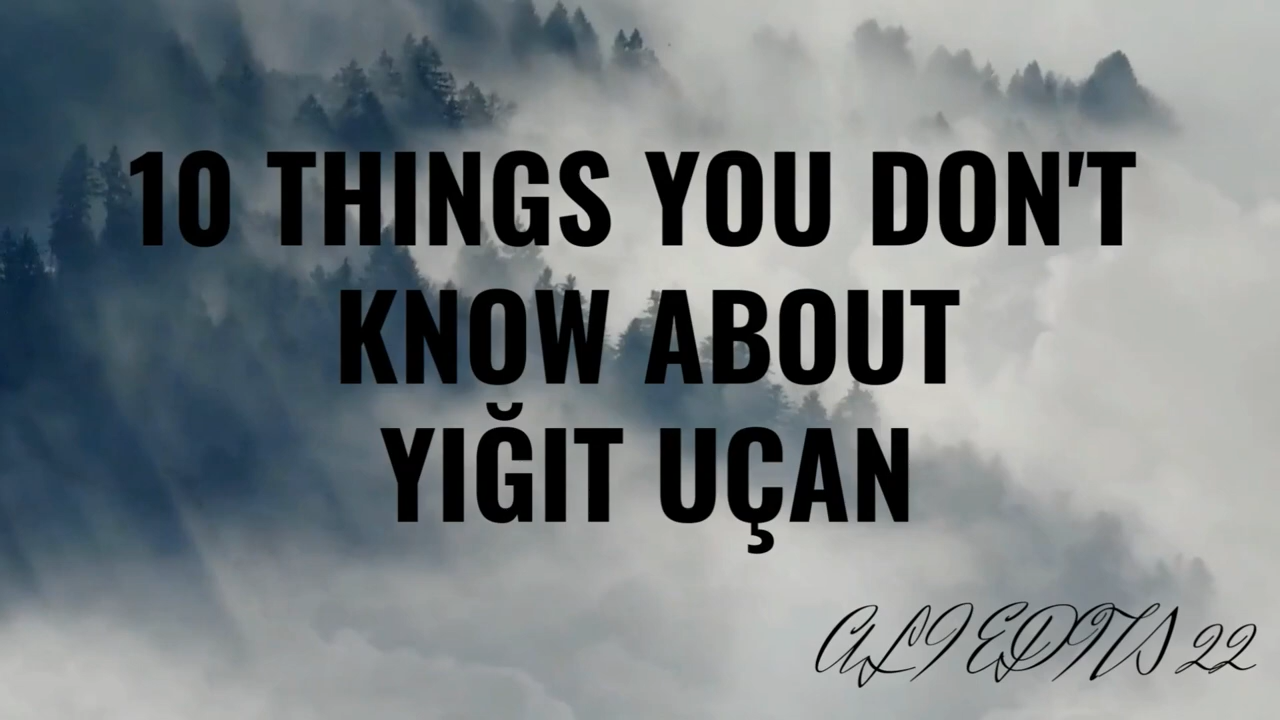 10 THINGS YOU DON'T
KNOW ABOUT
YIĞIT UÇAN
ALI EDITS 22